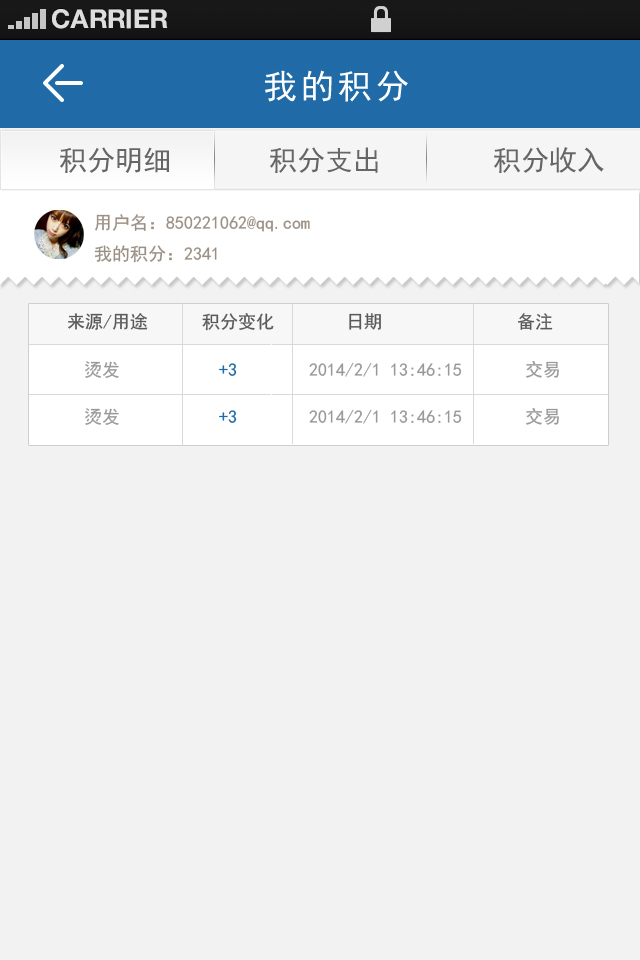 CARRIER
我的积分
积分明细 积分支出 积分收入
用户名：850221062@qq.com
我的积分：2341
来源/用途 积分变化 日期 备注
烫发 +3 2014/2/1 13:46:15 交易
烫发 +3 2014/2/1 13:46:15 交易